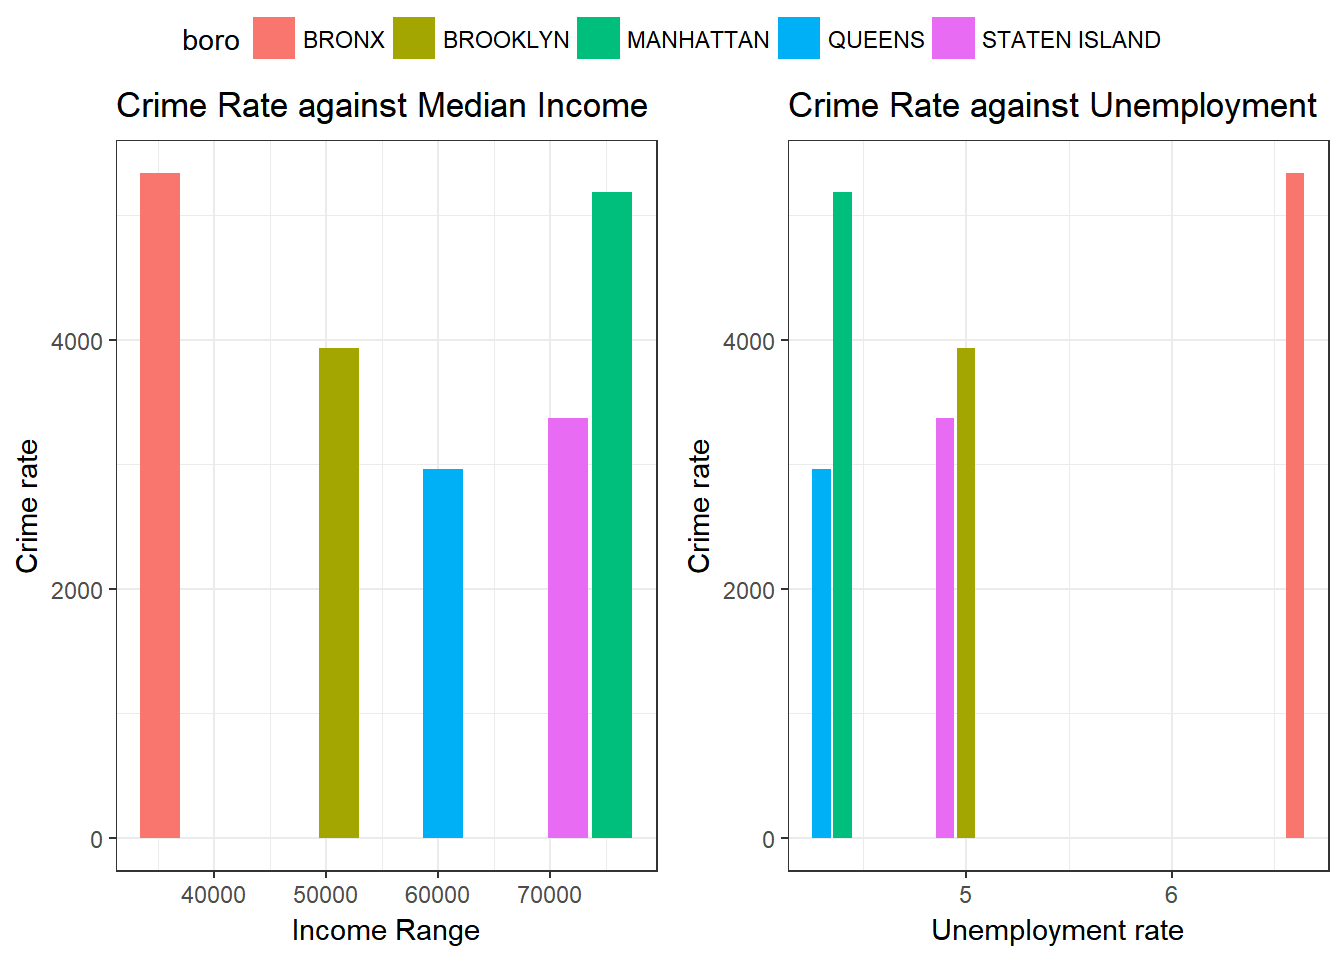 boro BRONX BROOKLYN MANHATTAN QUEENS STATEN ISLAND
Crime Rate against Median Income
Crime rate
4000
2000
0
40000 50000 60000 70000
Income Range
Crime Rate against Unemployment
Crime rate
4000
2000
0
5 6
Unemployment rate